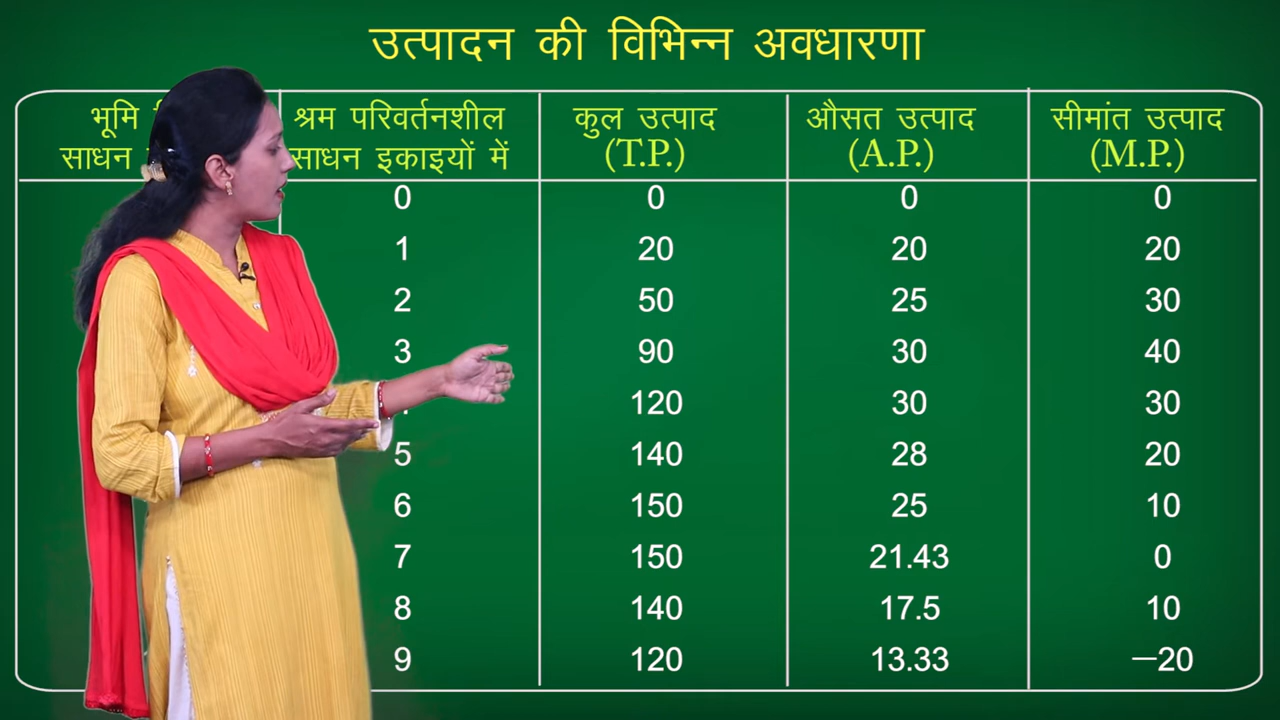 उत्पादन की विभिन्न अवधारणा
भूमि श्रम परिवर्तनशील कुल उत्पाद औसत उत्पाद सीमांत उत्पाद
साधन साधन इकाइयों में (T.P.) (A.P.) (M.P.)
0 0 0 0
1 20 20 20
2 50 25 30
3 90 30 40
120 30 30
5 140 28 20
6 150 25 10
7 150 21.43 0
8 140 17.5 10
9 120 13.33 –20